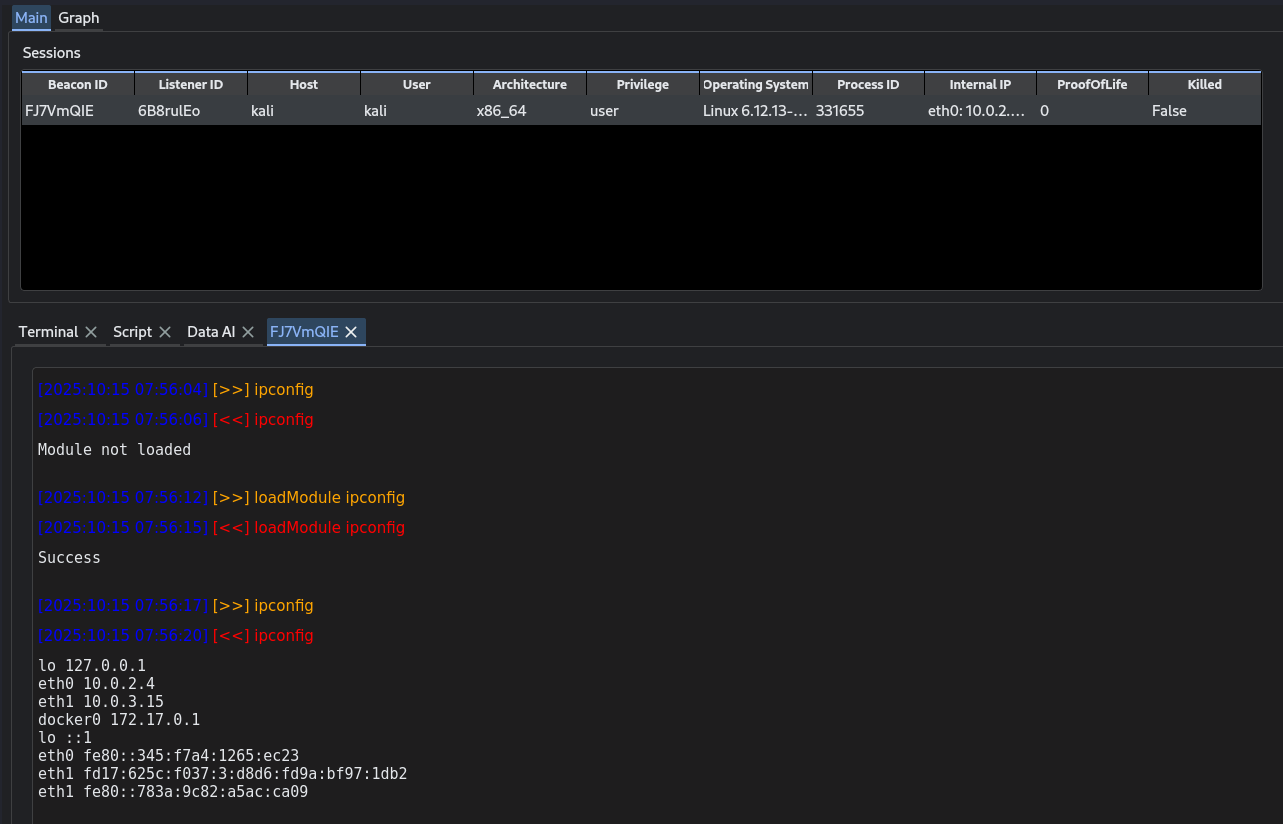 Main Graph
Sessions
Beacon ID Listener ID Host User Architecture Privilege Operating System Process ID Internal IP ProofOfLife Killed
FJ7VmQIE 6B8rulEo kali kali x86_64 user Linux 6.12.13-... 331655 eth0: 10.0.2.... 0 False
Terminal Script Data AI FJ7VmQIE
[2025:10:15 07:56:04] [>>] ipconfig
[2025:10:15 07:56:06] [<<] ipconfig
Module not loaded
[2025:10:15 07:56:12] [>>] loadModule ipconfig
[2025:10:15 07:56:15] [<<] loadModule ipconfig
Success
[2025:10:15 07:56:17] [>>] ipconfig
[2025:10:15 07:56:20] [<<] ipconfig
lo 127.0.0.1
eth0 10.0.2.4
eth1 10.0.3.15
docker0 172.17.0.1
lo ::1
eth0 fe80::345:f7a4:1265:ec23
eth1 fd17:625c:f037:3:d8d6:fd9a:bf97:1db2
eth1 fe80::783a:9c82:a5ac:ca09